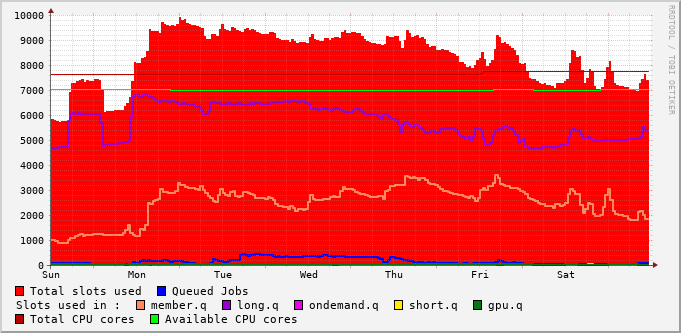 RRDTOOL / TOBI OETIKER
10000
9000
8000
7000
6000
5000
4000
3000
2000
1000
0
Sun Mon Tue Wed Thu Fri Sat
Total slots used Queued Jobs
Slots used in : member.q long.q ondemand.q short.q gpu.q
Total CPU cores Available CPU cores